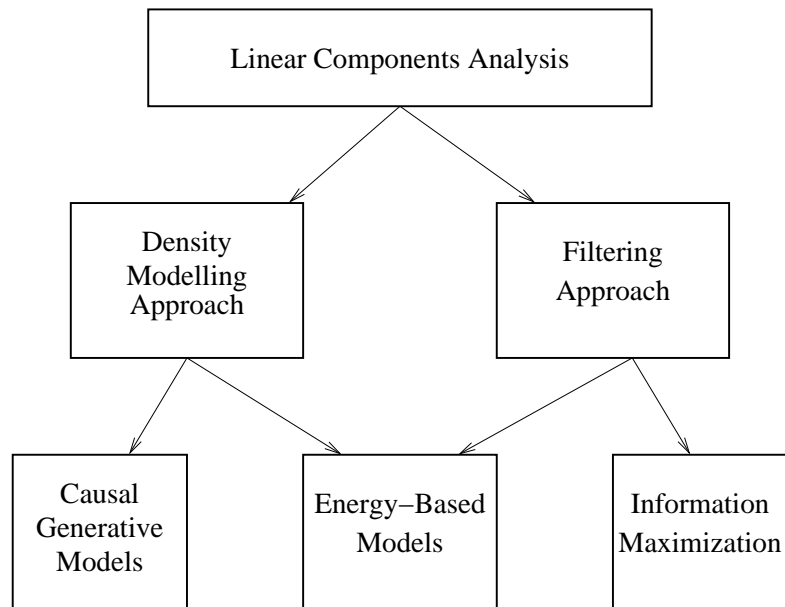 Linear Components Analysis
Density
Modelling
Approach
Filtering
Approach
Causal
Generative
Models
Energy−Based
Models
Information
Maximization